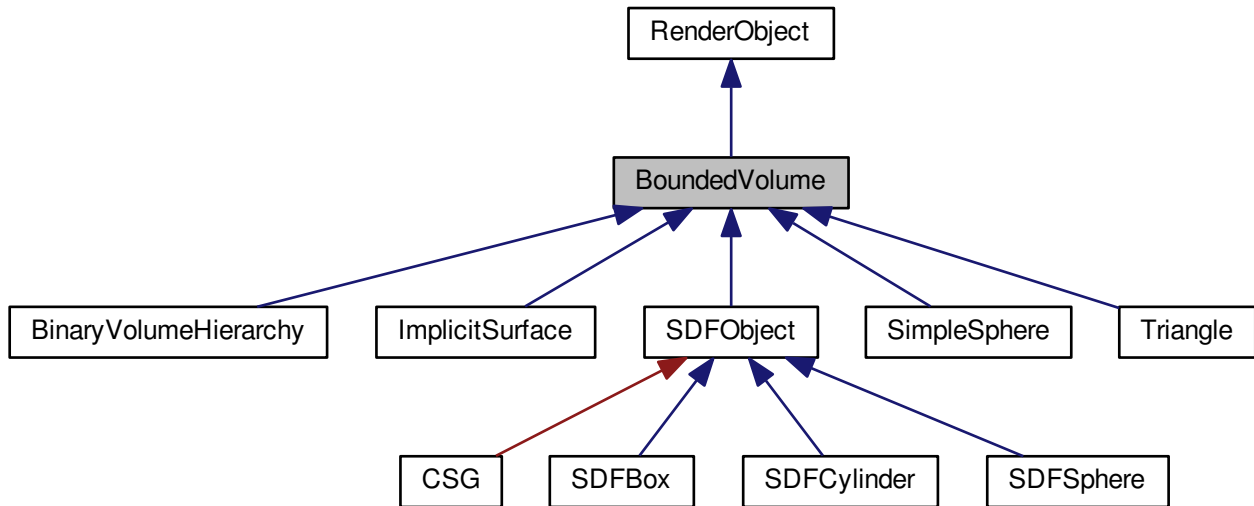 RenderObject
BoundedVolume
BinaryVolumeHierarchy
ImplicitSurface
SDFObject
SimpleSphere
Triangle
CSG
SDFBox
SDFCylinder
SDFSphere